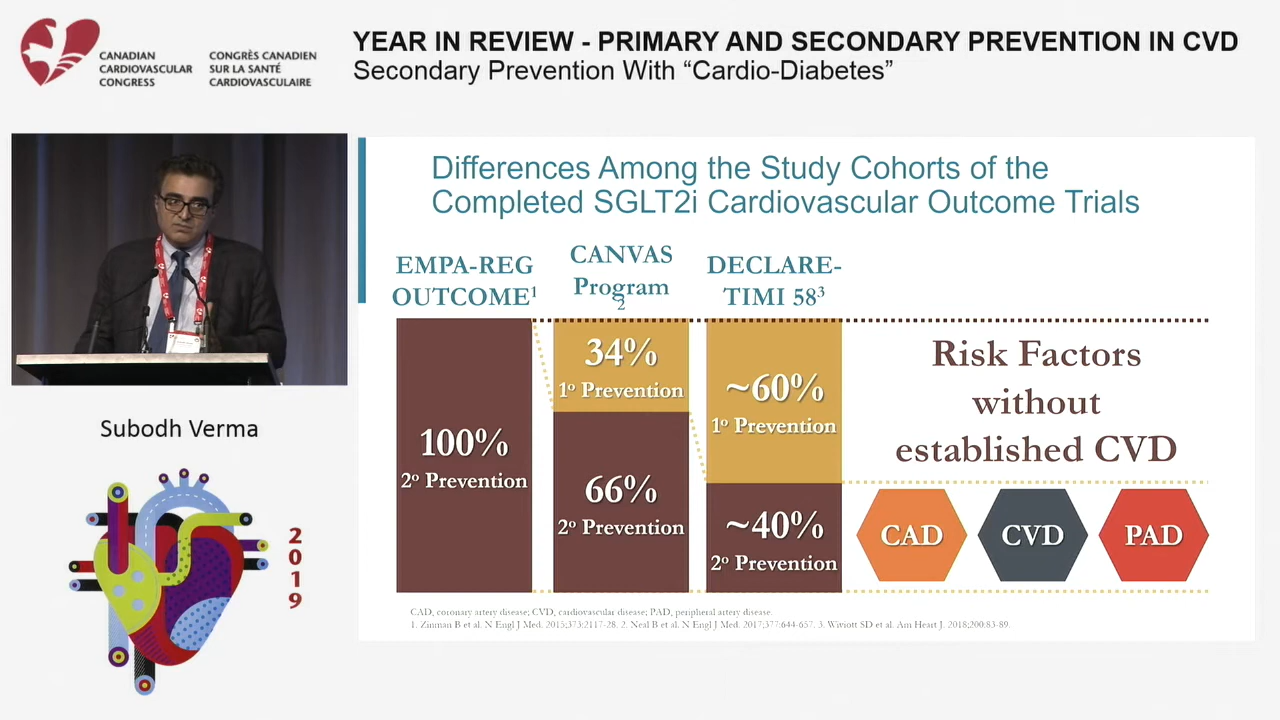 CANADIAN
CARDIOVASCULAR
CONGRESS
CONGRÈS CANADIEN
SUR LA SANTÉ
CARDIOVASCULAIRE
YEAR IN REVIEW - PRIMARY AND SECONDARY PREVENTION IN CVD
Secondary Prevention With “Cardio-Diabetes”
Subodh Verma
2019
Differences Among the Study Cohorts of the
Completed SGLT2i Cardiovascular Outcome Trials
EMPA-REG
OUTCOME¹
CANVAS
Program
2
DECLARE-
TIMI 58³
100%
2º Prevention
34%
1º Prevention
66%
2º Prevention
~60%
1º Prevention
~40%
2º Prevention
Risk Factors
without
established CVD
CAD
CVD
PAD
CAD, coronary artery disease; CVD, cardiovascular disease; PAD, peripheral artery disease.
1. Zinman B et al. N Engl J Med. 2015;373:2117-28. 2. Neal B et al. N Engl J Med. 2017;377:644-657. 3. Wiviott SD et al. Am Heart J. 2018;200:83-89.